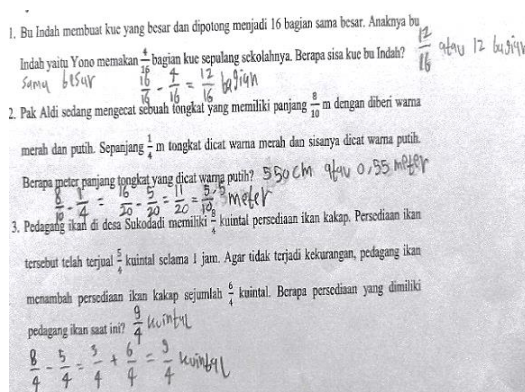 1. Bu Indah membuat kue yang besar dan dipotong menjadi 16 bagian sama besar. Anaknya bu
Indah yaitu Yono memakan 4/16 bagian kue sepulang sekolahnya. Berapa sisa kue bu Indah? 12/16 atau 12 bagian
sama besar 16/16 - 4/16 = 12/16 bagian
2. Pak Aldi sedang mengecat sebuah tongkat yang memiliki panjang 8/10 m dengan diberi warna
merah dan putih. Sepanjang 1/4 m tongkat dicat warna merah dan sisanya dicat warna putih.
Berapa meter panjang tongkat yang dicat warna putih? 550 cm atau 0,55 meter
8/10 - 1/4 = 16/20 - 5/20 = 11/20 = 5,5/10 meter
3. Pedagang ikan di desa Sukodadi memiliki 8/4 kuintal persediaan ikan kakap. Persediaan ikan
tersebut telah terjual 5/4 kuintal selama 1 jam. Agar tidak terjadi kekurangan, pedagang ikan
menambah persediaan ikan kakap sejumlah 6/4 kuintal. Berapa persediaan yang dimiliki
pedagang ikan saat ini? 9/4 kuintal
8/4 - 5/4 = 3/4 + 6/4 = 9/4 kuintal